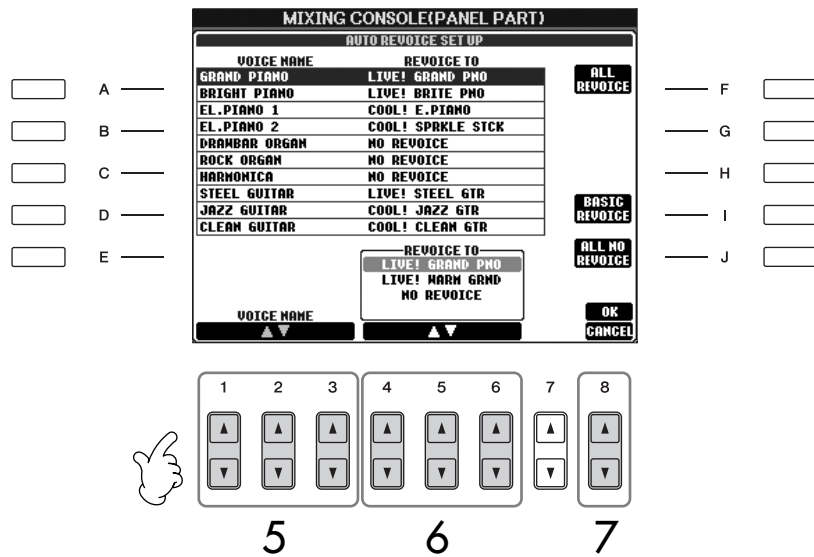 MIXING CONSOLE(PANEL PART)
AUTO REVOICE SET UP
VOICE NAME REVOICE TO
GRAND PIANO LIVE! GRAND PNO
BRIGHT PIANO LIVE! BRITE PNO
EL.PIANO 1 COOL! E.PIANO
EL.PIANO 2 COOL! SPRKLE STCK
DRAWBAR ORGAN NO REVOICE
ROCK ORGAN NO REVOICE
HARMONICA NO REVOICE
STEEL GUITAR LIVE! STEEL GTR
JAZZ GUITAR COOL! JAZZ GTR
CLEAN GUITAR COOL! CLEAN GTR
ALL
REVOICE
BASIC
REVOICE
ALL NO
REVOICE
REVOICE TO
LIVE! GRAND PNO
LIVE! WARM GRND
NO REVOICE
VOICE NAME
OK
CANCEL
A
B
C
D
E
F
G
H
I
J
1 2 3 4 5 6 7 8
5 6 7